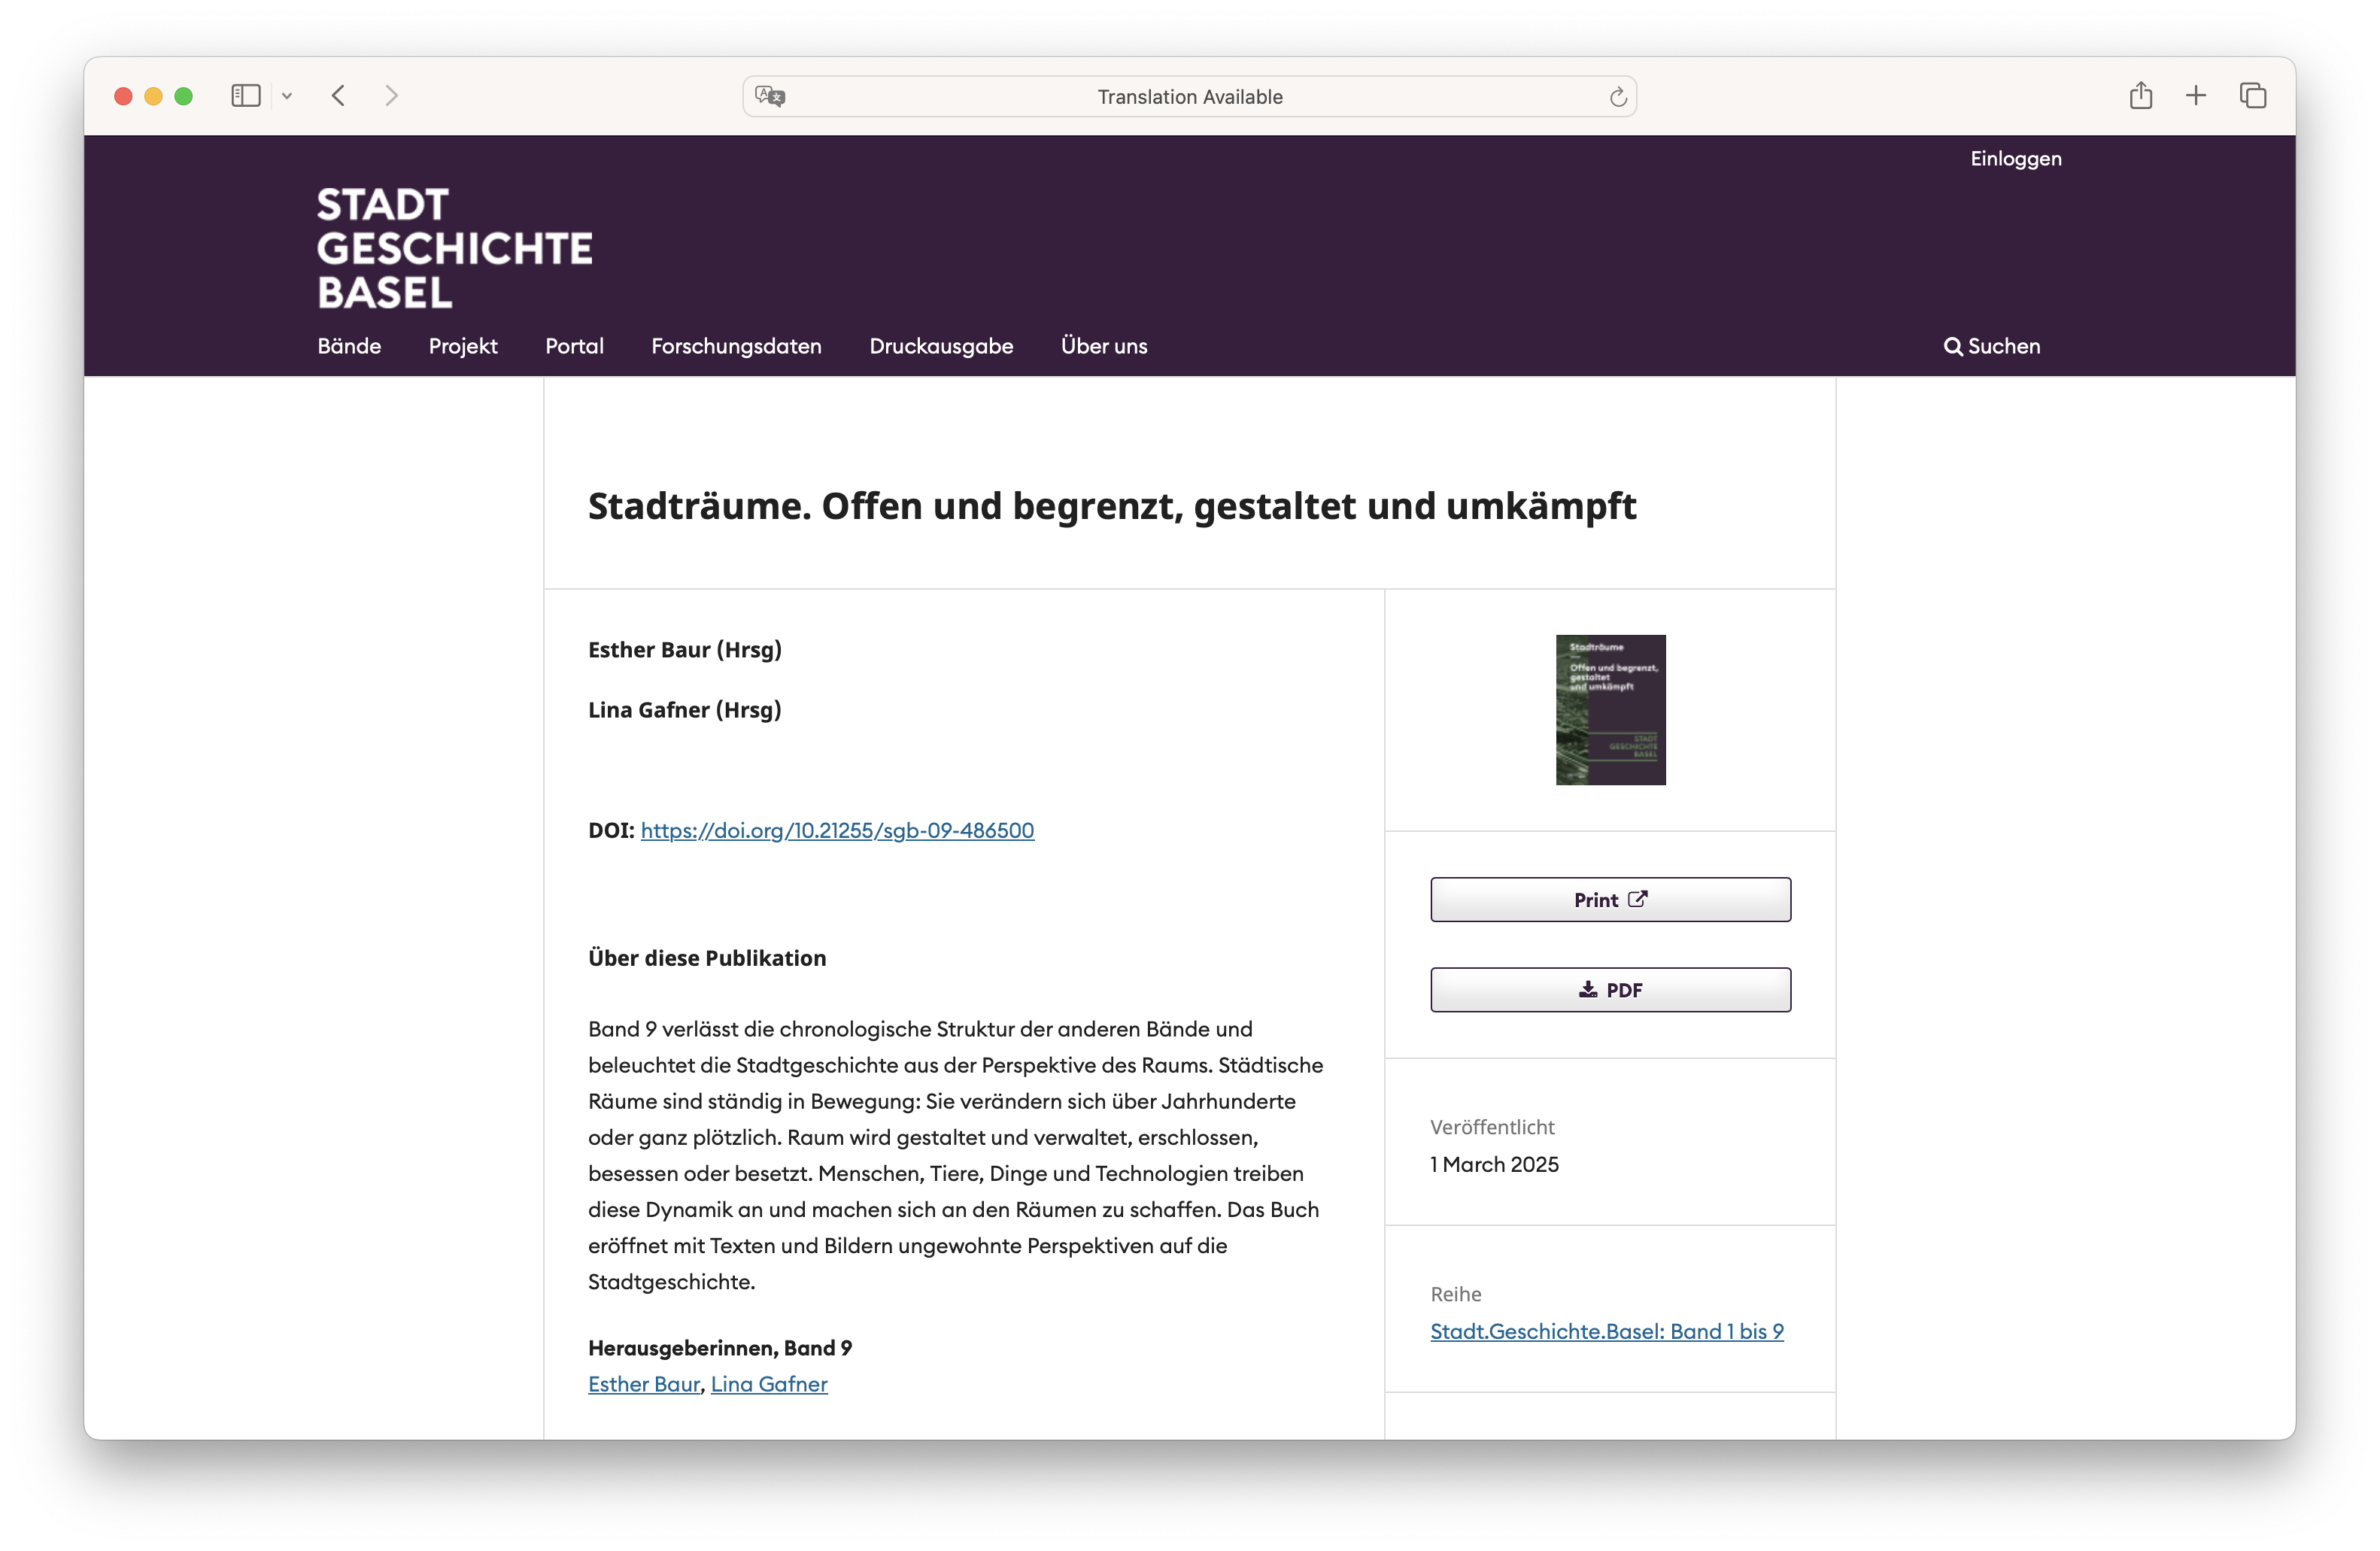 Translation Available
Einloggen
STADT
GESCHICHTE
BASEL
Bände Projekt Portal Forschungsdaten Druckausgabe Über uns Suchen
Stadträume. Offen und begrenzt, gestaltet und umkämpft
Esther Baur (Hrsg)
Lina Gafner (Hrsg)
DOI: https://doi.org/10.21255/sgb-09-486500
Über diese Publikation
Band 9 verlässt die chronologische Struktur der anderen Bände und
beleuchtet die Stadtgeschichte aus der Perspektive des Raums. Städtische
Räume sind ständig in Bewegung: Sie verändern sich über Jahrhunderte
oder ganz plötzlich. Raum wird gestaltet und verwaltet, erschlossen,
besessen oder besetzt. Menschen, Tiere, Dinge und Technologien treiben
diese Dynamik an und machen sich an den Räumen zu schaffen. Das Buch
eröffnet mit Texten und Bildern ungewohnte Perspektiven auf die
Stadtgeschichte.
Herausgeberinnen, Band 9
Esther Baur, Lina Gafner
Stadträume
Offen und begrenzt,
gestaltet
und umkämpft
STADT
GESCHICHTE
BASEL
Print
PDF
Veröffentlicht
1 March 2025
Reihe
Stadt.Geschichte.Basel: Band 1 bis 9